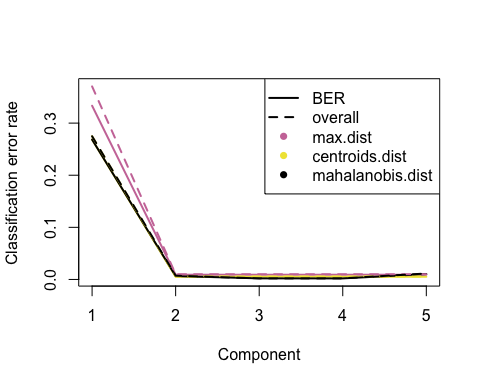 Classification error rate
0.3
0.2
0.1
0.0
BER
overall
max.dist
centroids.dist
mahalanobis.dist
1 2 3 4 5
Component